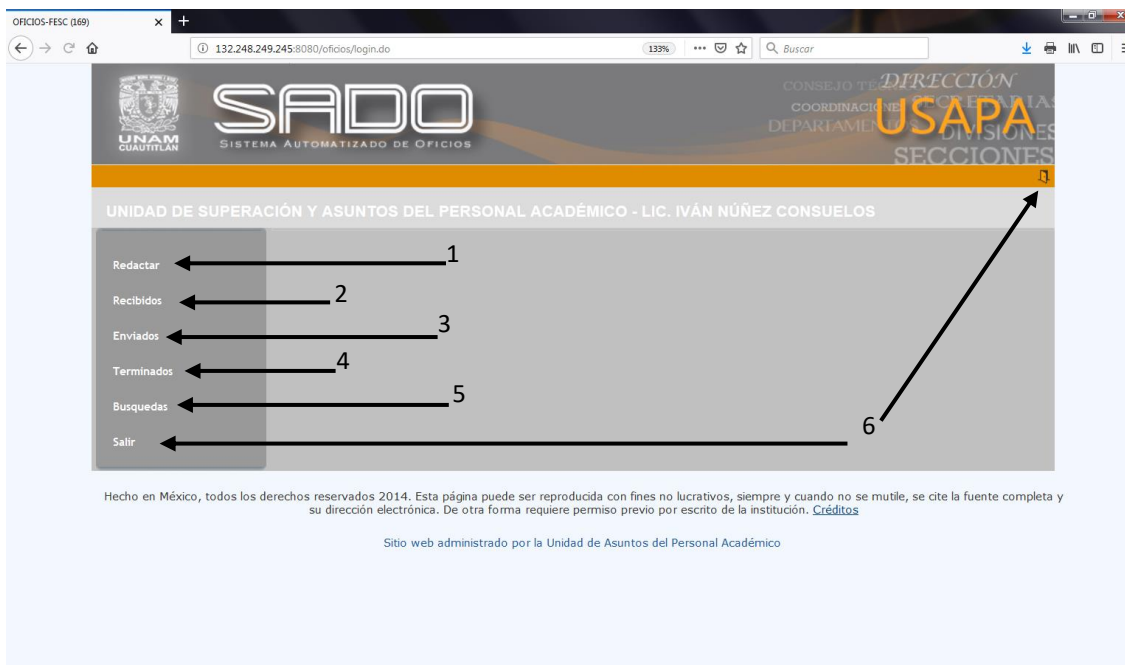 OFICIOS-FESC (169)
132.248.249.245:8080/oficios/login.do
133%
Buscar
UNAM
CUAUTITLÁN
SADO
SISTEMA AUTOMATIZADO DE OFICIOS
DIRECCIÓN
USAPA
DIVISIONES
SECCIONES
UNIDAD DE SUPERACIÓN Y ASUNTOS DEL PERSONAL ACADÉMICO - LIC. IVÁN NÚÑEZ CONSUELOS
Redactar 1
Recibidos 2
Enviados 3
Terminados 4
Busquedas 5
Salir 6
Hecho en México, todos los derechos reservados 2014. Esta página puede ser reproducida con fines no lucrativos, siempre y cuando no se mutile, se cite la fuente completa y
su dirección electrónica. De otra forma requiere permiso previo por escrito de la institución. Créditos
Sitio web administrado por la Unidad de Asuntos del Personal Académico